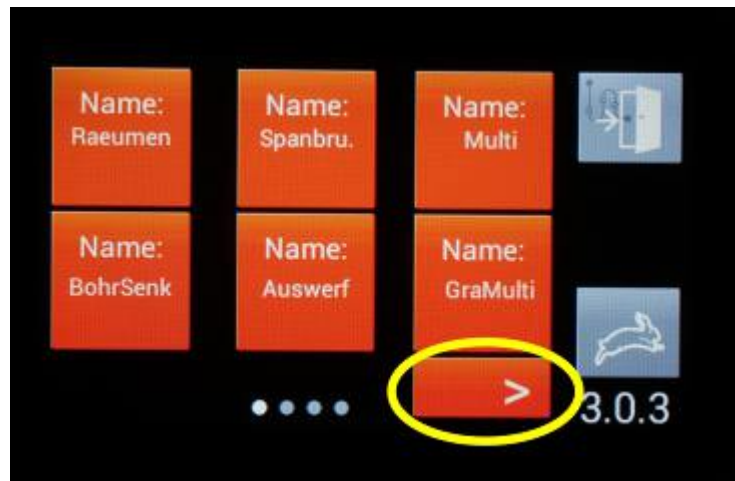 Name:
Raeumen
Name:
Spanbru.
Name:
Multi
Name:
BohrSenk
Name:
Auswerf
Name:
GraMulti
>
3.0.3